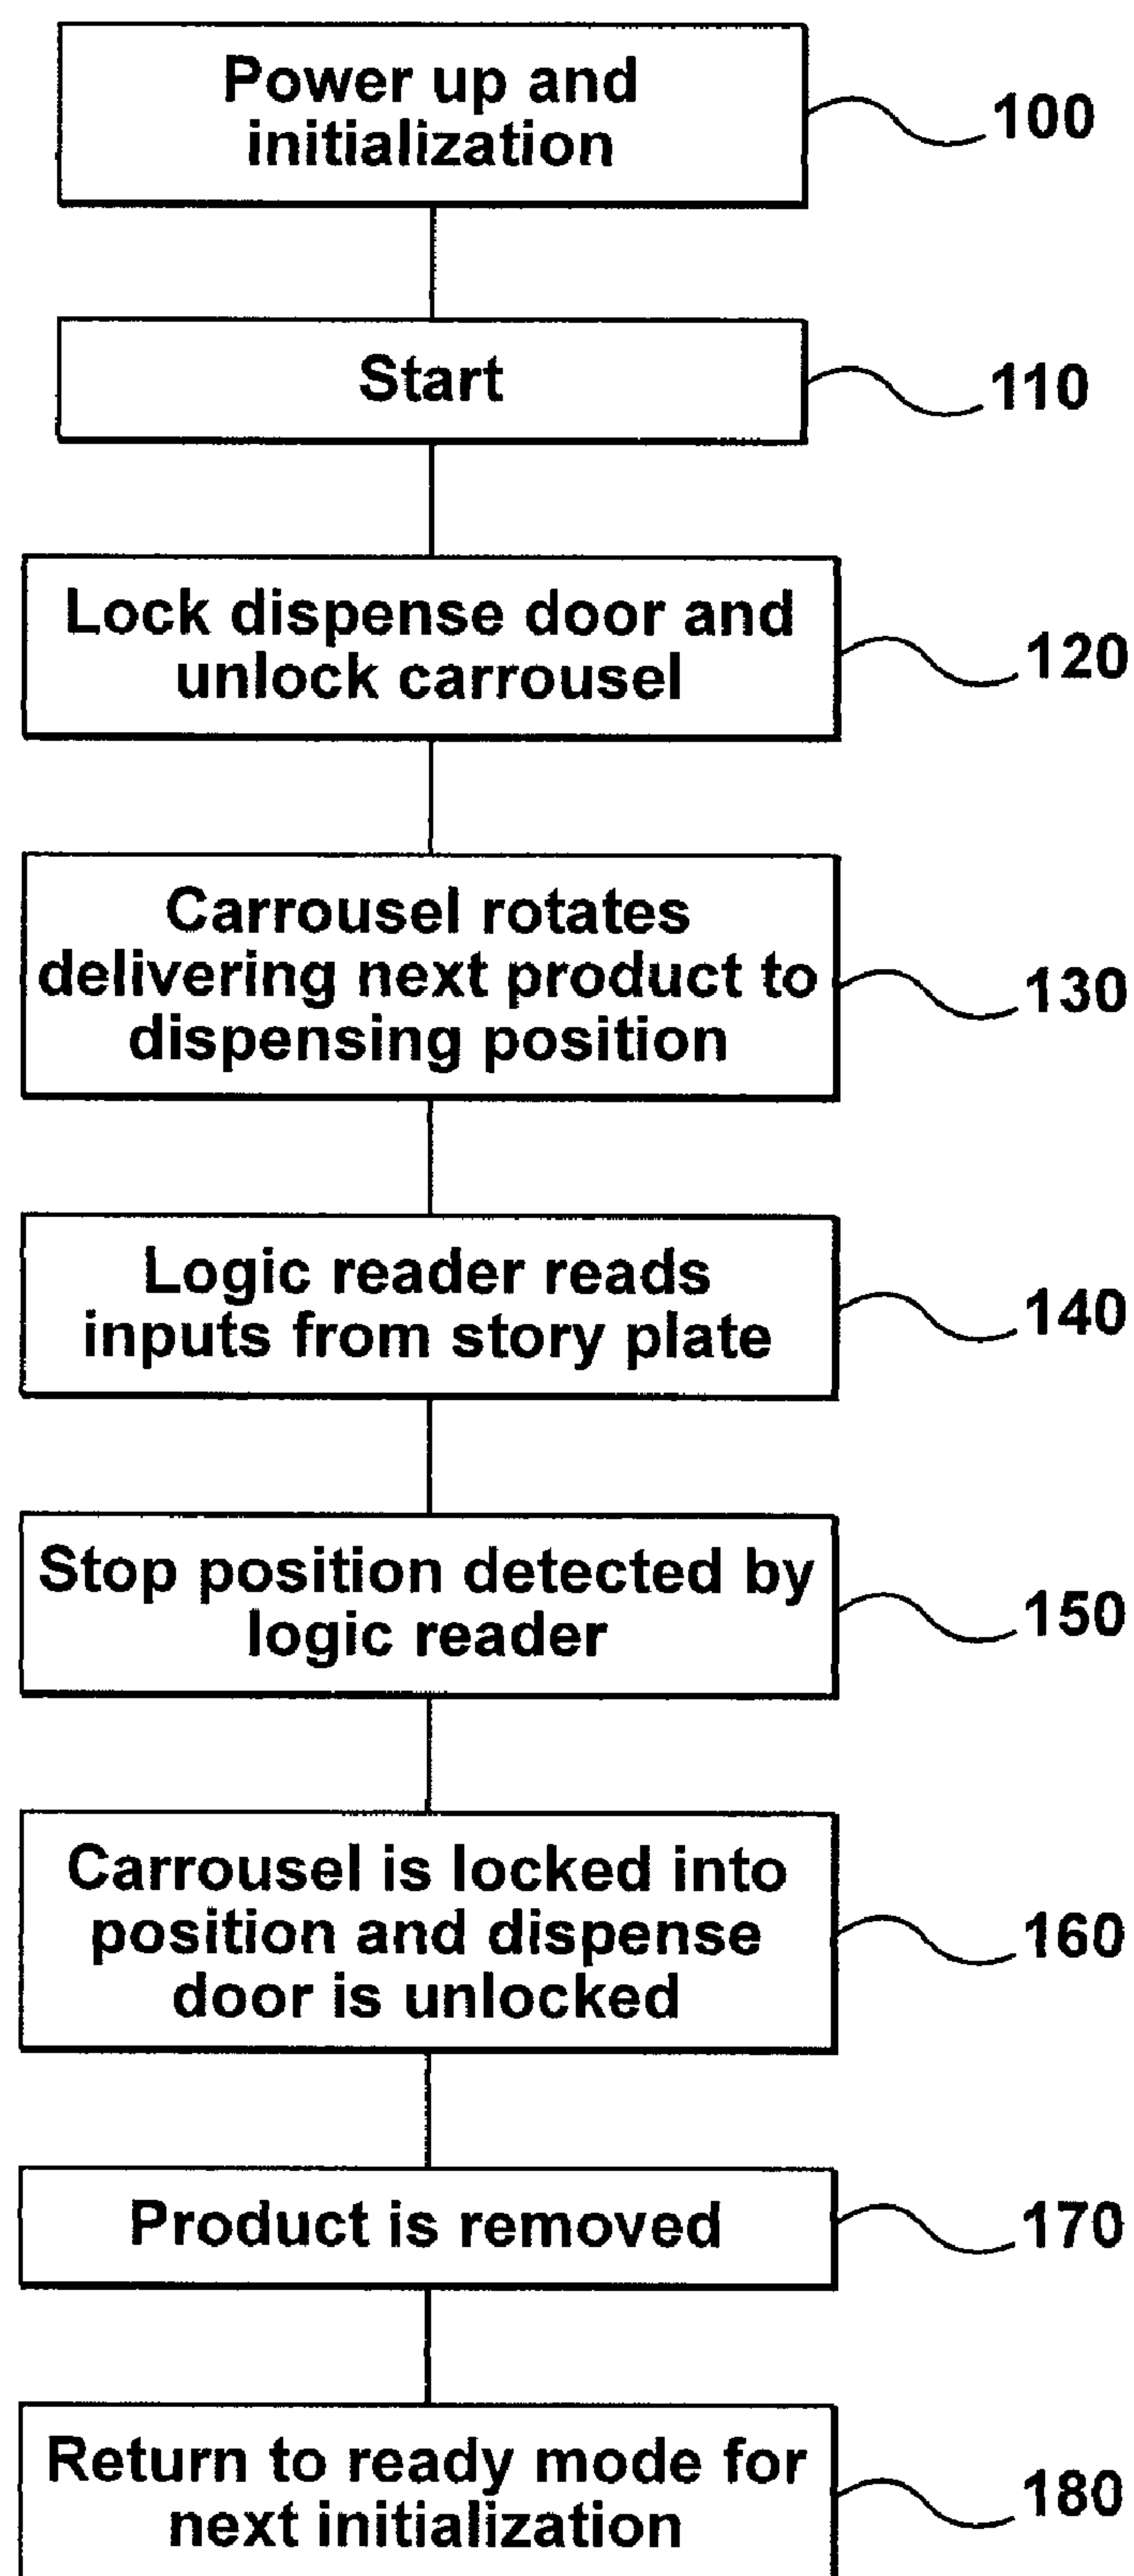 Power up and
initialization
100
Start
110
Lock dispense door and
unlock carrousel
120
Carrousel rotates
delivering next product to
dispensing position
130
Logic reader reads
inputs from story plate
140
Stop position detected by
logic reader
150
Carrousel is locked into
position and dispense
door is unlocked
160
Product is removed
170
Return to ready mode for
next initialization
180